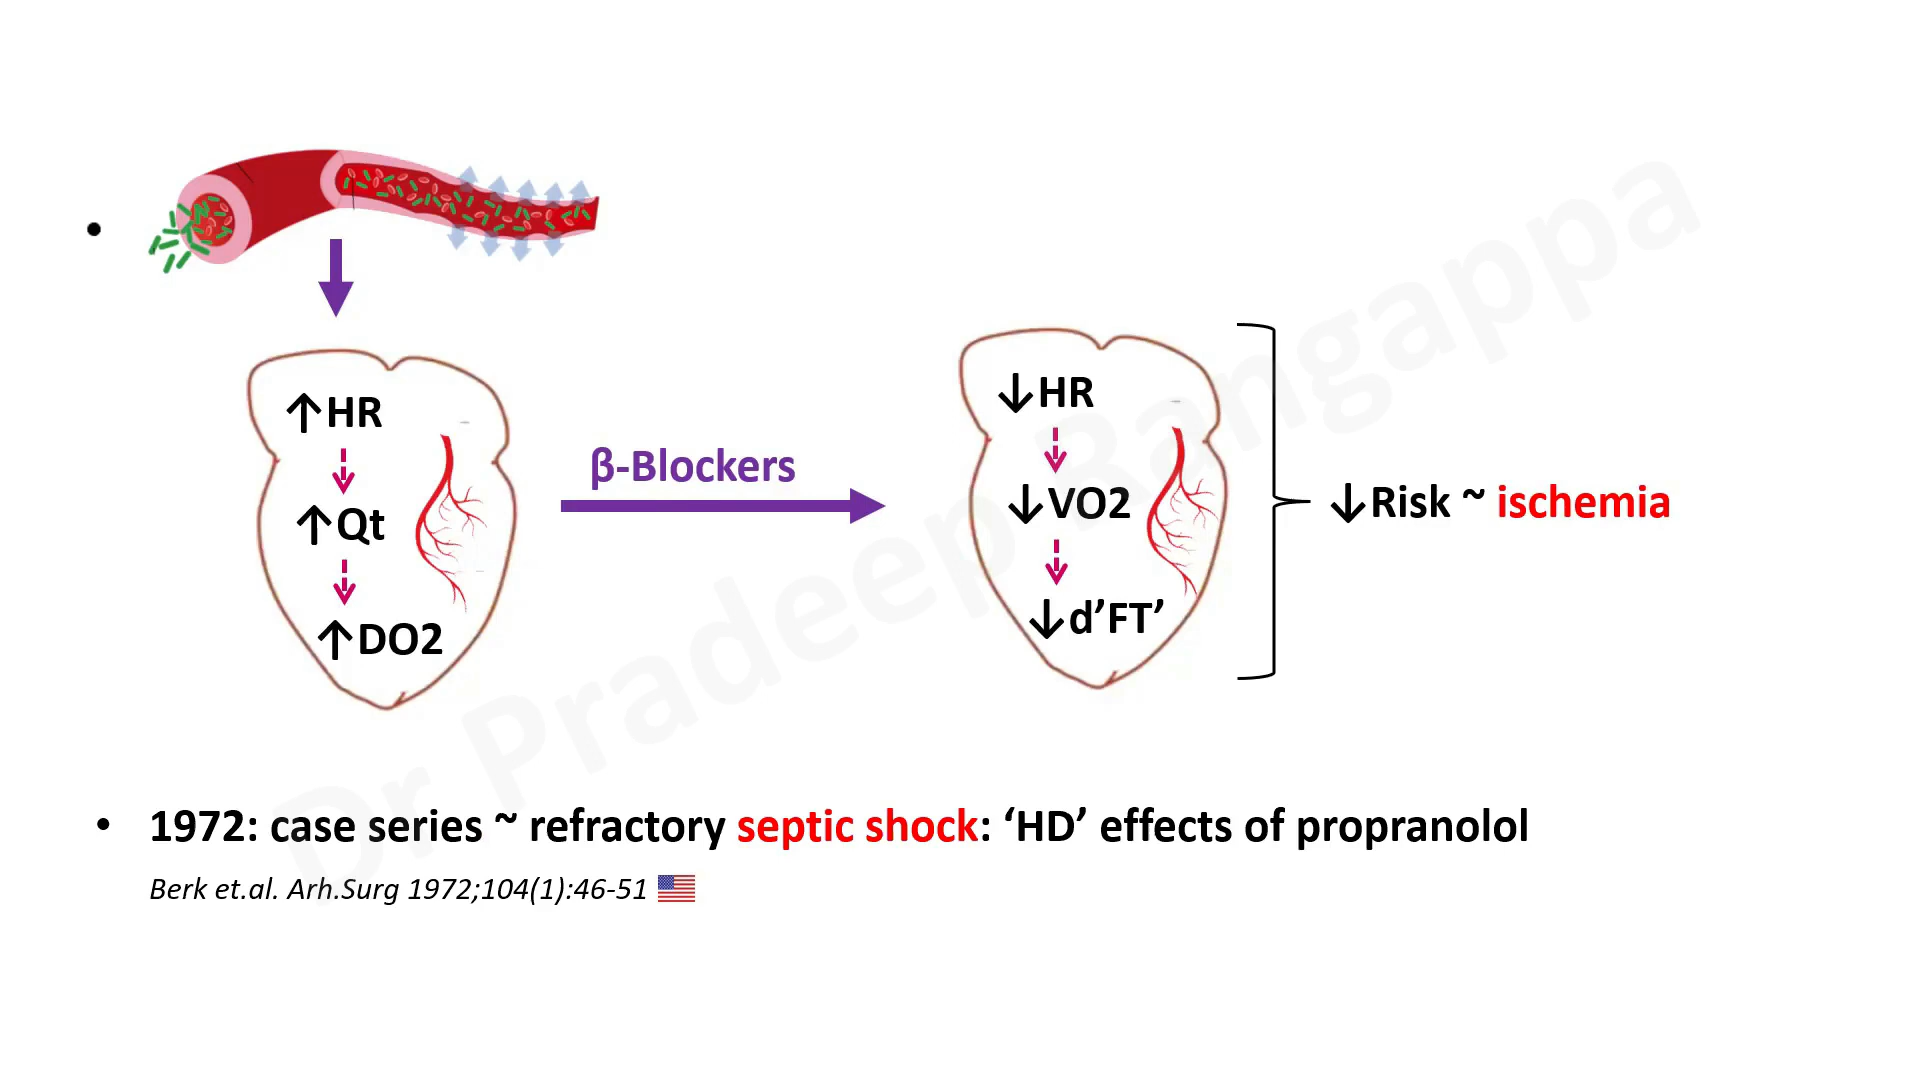 ↑HR
↑Qt
↑DO2
β-Blockers
↓HR
↓VO2
↓d’FT’
↓Risk ~ ischemia
• 1972: case series ~ refractory septic shock: ‘HD’ effects of propranolol
Berk et.al. Arh.Surg 1972;104(1):46-51
Dr Pradeep Rangappa